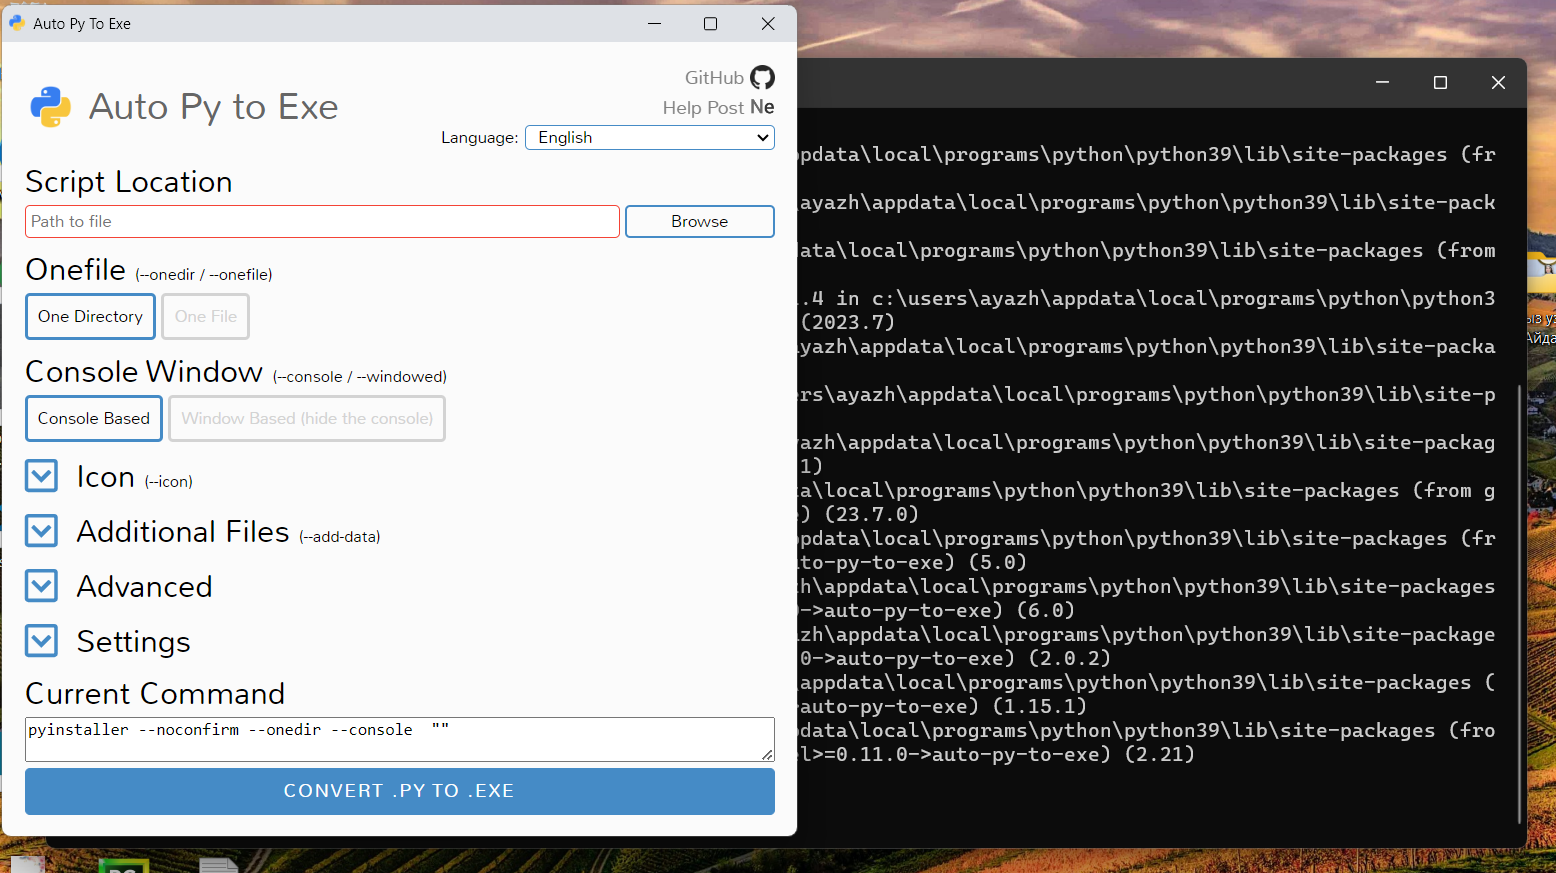 Auto Py To Exe
GitHub
Auto Py to Exe
Help Post Ne
Language: English
Script Location
Path to file
Browse
Onefile (--onedir / --onefile)
One Directory
One File
Console Window (--console / --windowed)
Console Based
Window Based (hide the console)
Icon (--icon)
Additional Files (--add-data)
Advanced
Settings
Current Command
pyinstaller --noconfirm --onedir --console  ""
CONVERT .PY TO .EXE
pdata\local\programs\python\python39\lib\site-packages (fr
ayazh\appdata\local\programs\python\python39\lib\site-pack
ata\local\programs\python\python39\lib\site-packages (from
.4 in c:\users\ayazh\appdata\local\programs\python\python3
(2023.7)
yazh\appdata\local\programs\python\python39\lib\site-packa
rs\ayazh\appdata\local\programs\python\python39\lib\site-p
azh\appdata\local\programs\python\python39\lib\site-packag
1)
a\local\programs\python\python39\lib\site-packages (from g
) (23.7.0)
pdata\local\programs\python\python39\lib\site-packages (fr
to-py-to-exe) (5.0)
h\appdata\local\programs\python\python39\lib\site-packages
->auto-py-to-exe) (6.0)
zh\appdata\local\programs\python\python39\lib\site-package
0->auto-py-to-exe) (2.0.2)
appdata\local\programs\python\python39\lib\site-packages (
auto-py-to-exe) (1.15.1)
data\local\programs\python\python39\lib\site-packages (fro
l>=0.11.0->auto-py-to-exe) (2.21)
ыз уз
Айда